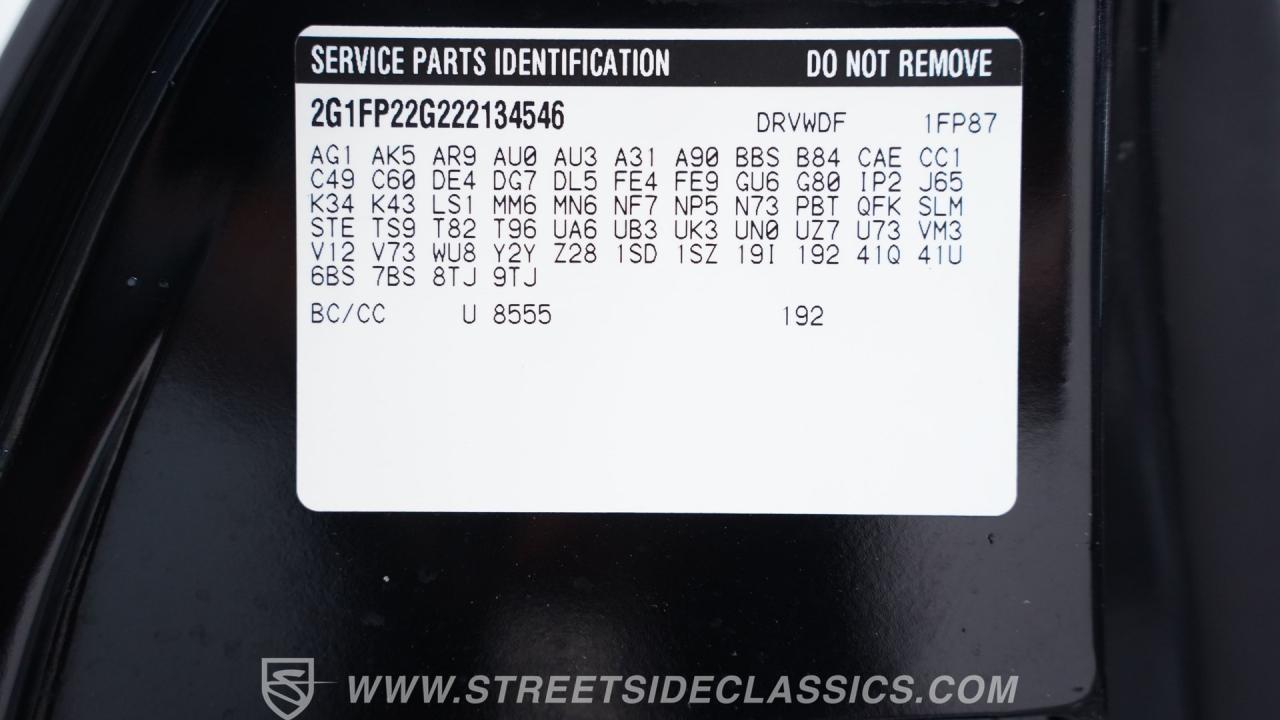 SERVICE PARTS IDENTIFICATION DO NOT REMOVE
2G1FP22G222134546 DRVWDF 1FP87
AG1 AK5 AR9 AU0 AU3 A31 A90 BBS B84 CAE CC1
C49 C60 DE4 DG7 DL5 FE4 FE9 GU6 G80 IP2 J65
K34 K43 LS1 MM6 MN6 NF7 NP5 N73 PBT QFK SLM
STE TS9 T82 T96 UA6 UB3 UK3 UN0 UZ7 U73 VM3
V12 V73 WU8 Y2Y Z28 1SD 1SZ 19I 192 41Q 41U
6BS 7BS 8TJ 9TJ
BC/CC U 8555 192
WWW.STREETSIDECLASSICS.COM